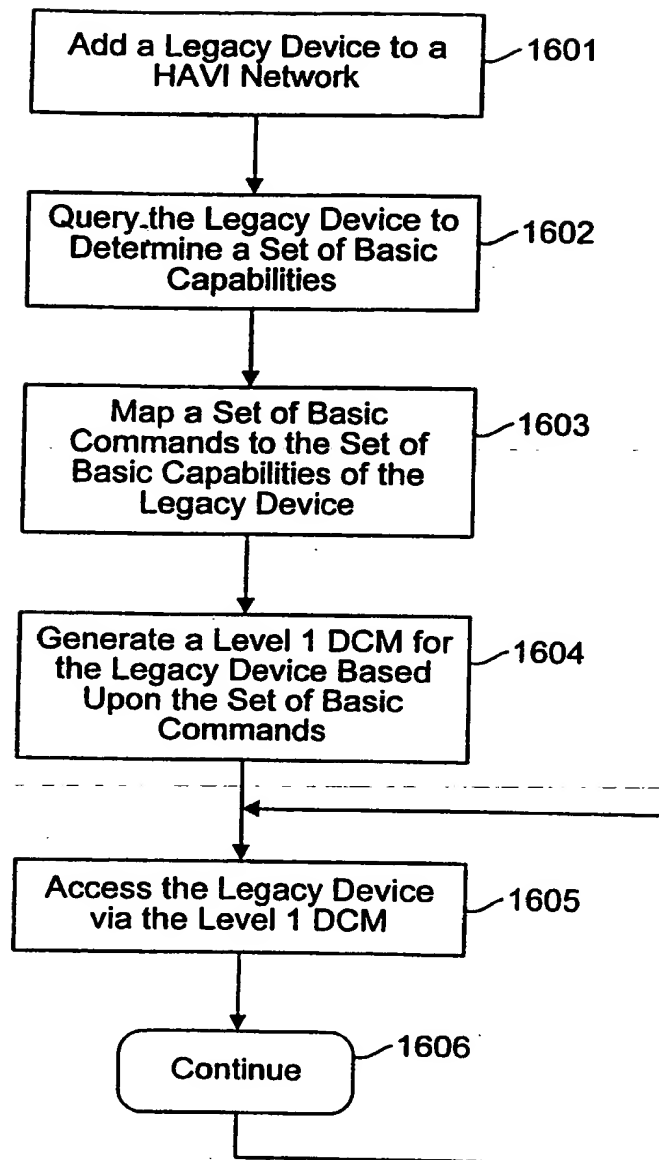 Add a Legacy Device to a
HAVI Network
1601
Query the Legacy Device to
Determine a Set of Basic
Capabilities
1602
Map a Set of Basic
Commands to the Set of
Basic Capabilities of the
Legacy Device
1603
Generate a Level 1 DCM for
the Legacy Device Based
Upon the Set of Basic
Commands
1604
Access the Legacy Device
via the Level 1 DCM
1605
Continue
1606